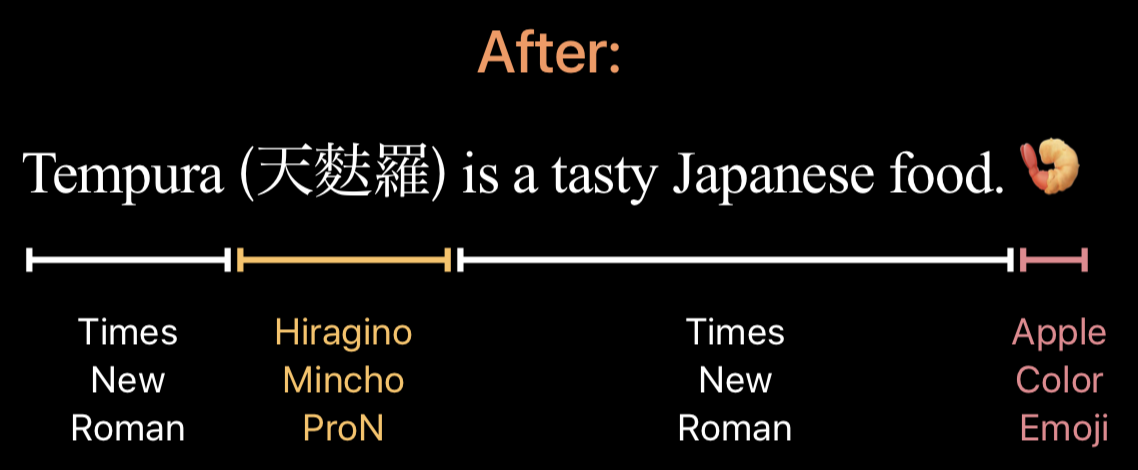 After:
Tempura (天麩羅) is a tasty Japanese food. 🍤
Times New Roman
Hiragino Mincho ProN
Times New Roman
Apple Color Emoji